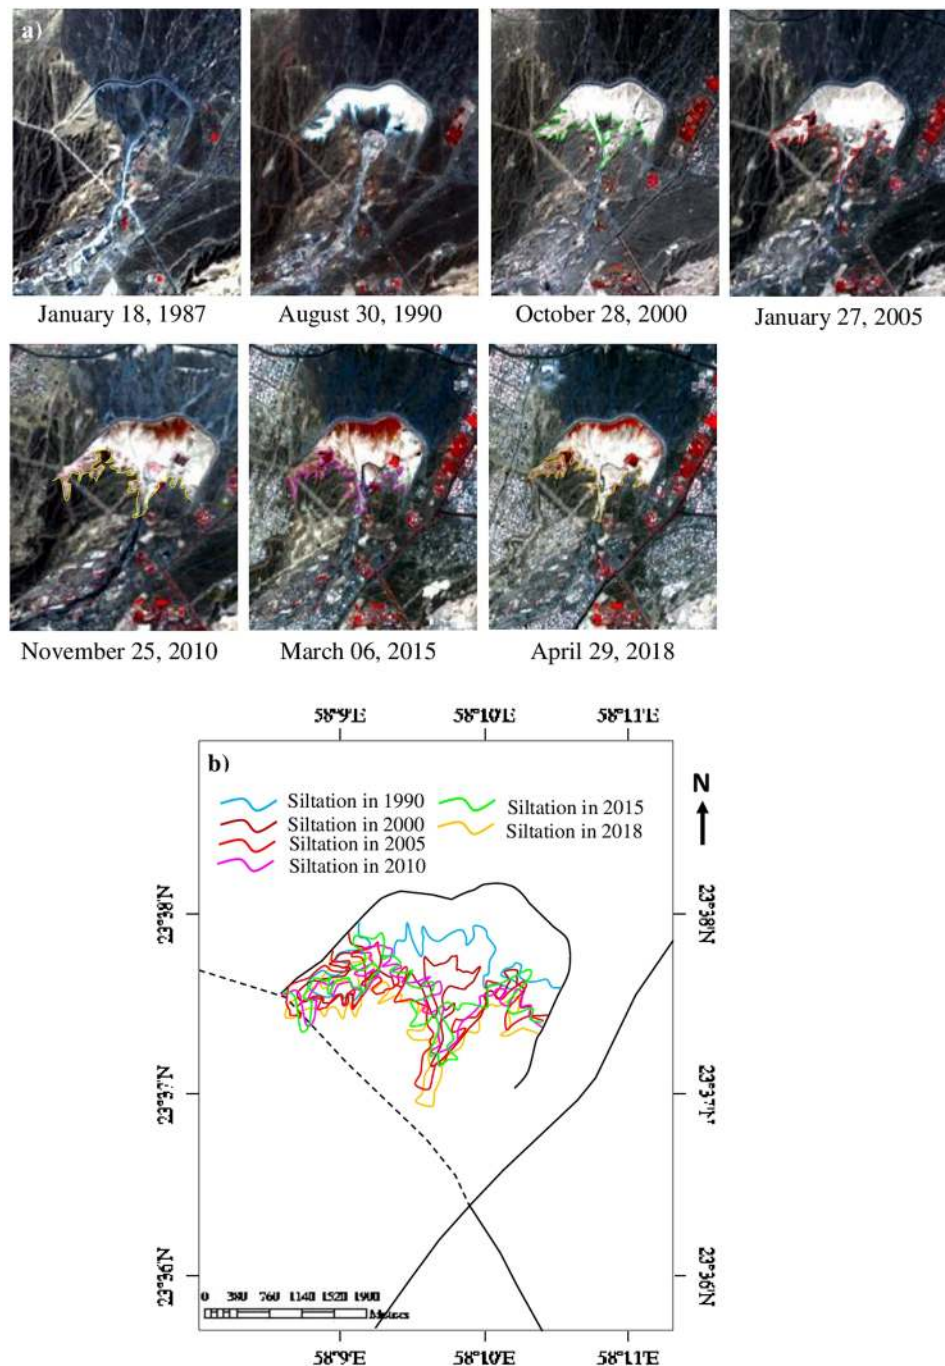 a)
January 18, 1987
August 30, 1990
October 28, 2000
January 27, 2005
November 25, 2010
March 06, 2015
April 29, 2018
58°9'E 58°10'E 58°11'E
b)
N
Siltation in 1990
Siltation in 2000
Siltation in 2005
Siltation in 2010
Siltation in 2015
Siltation in 2018
23°38'N 23°38'N
23°37'N 23°37'N
23°36'N 23°36'N
0 380 760 1140 1520 1900
Metters
58°9'E 58°10'E 58°11'E